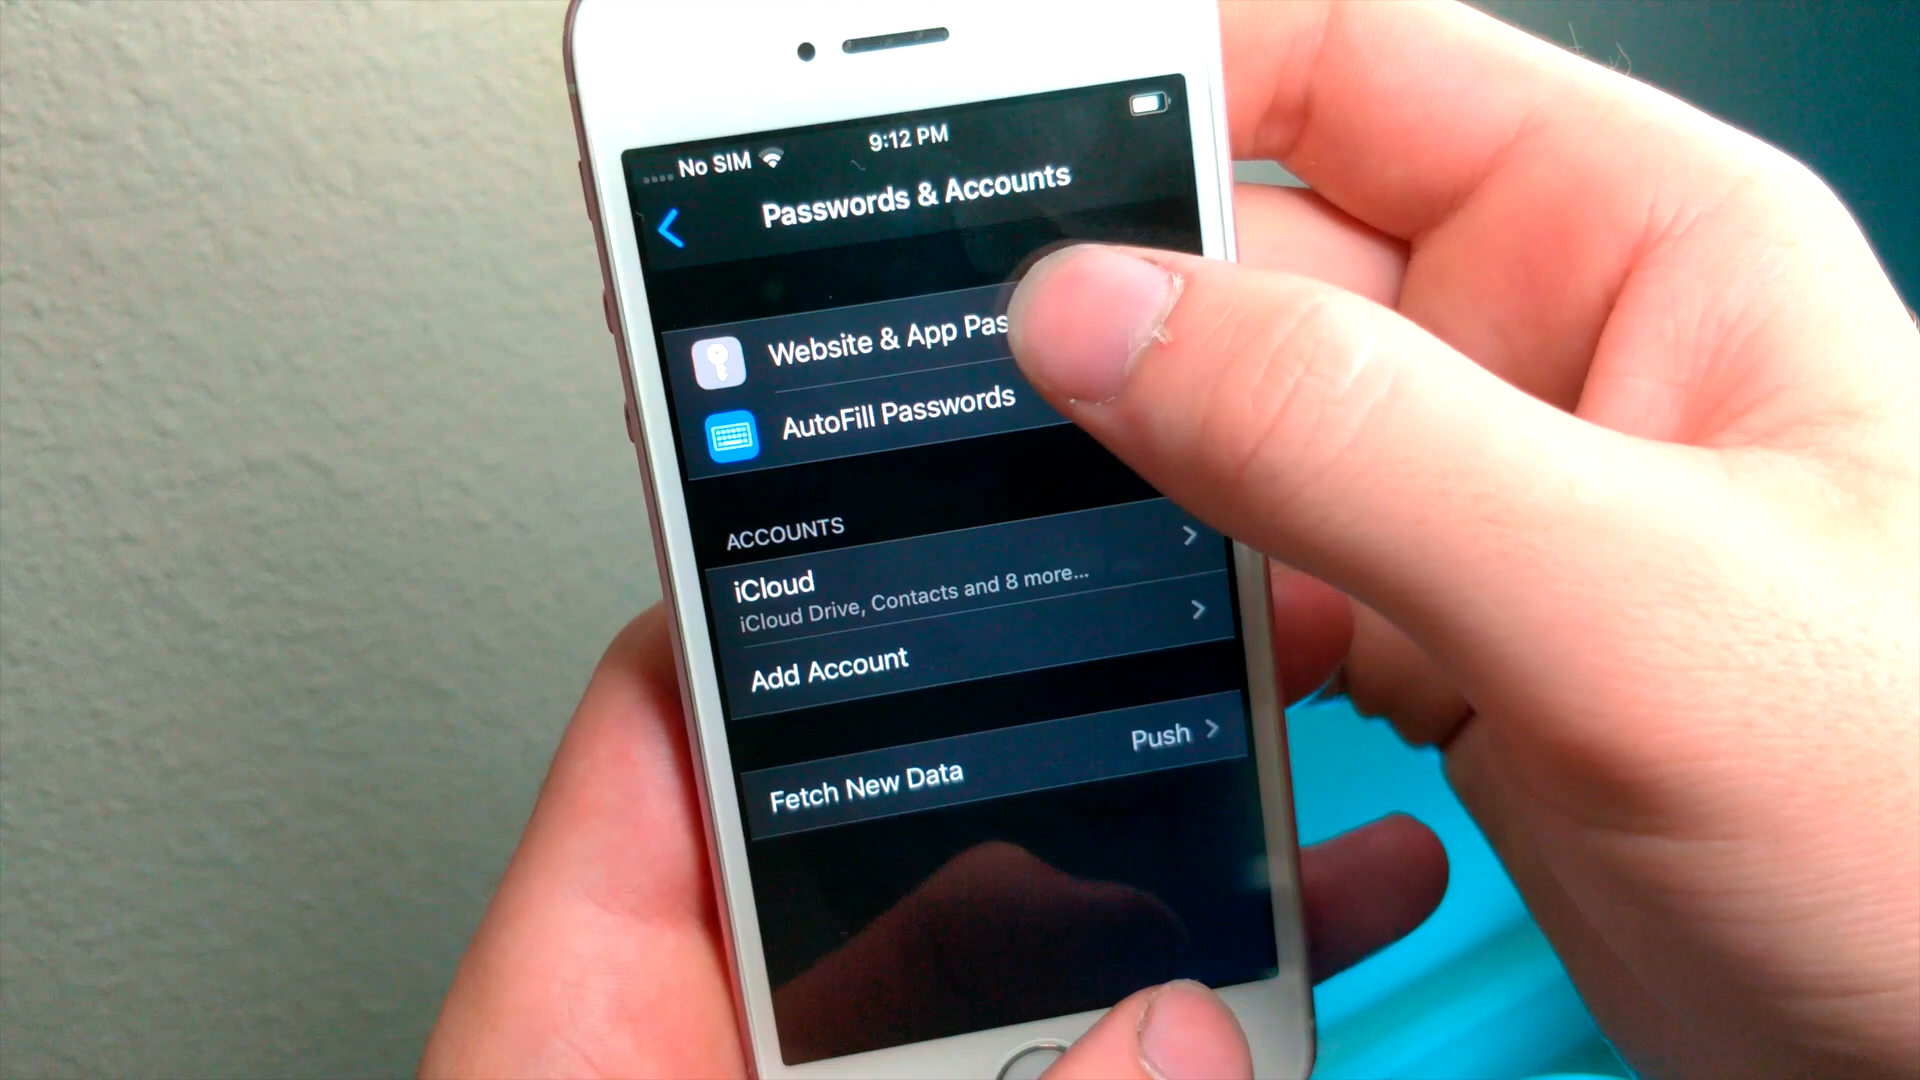 No SIM 9:12 PM
Passwords & Accounts
Website & App Pas
AutoFill Passwords
ACCOUNTS
iCloud
iCloud Drive, Contacts and 8 more...
Add Account
Fetch New Data Push